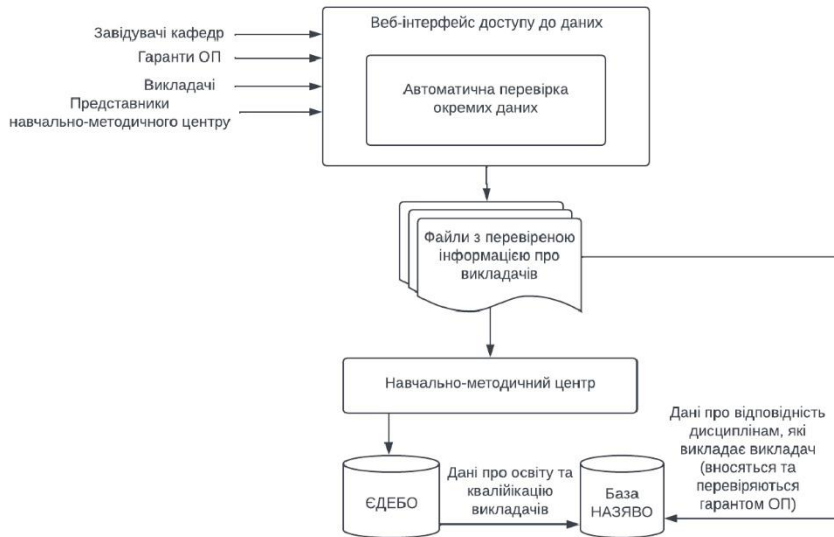 Веб-інтерфейс доступу до даних
Завідувачі кафедр
Гаранти ОП
Викладачі
Представники
навчально-методичного центру
Автоматична перевірка
окремих даних
Файли з перевіреною
інформацією про
викладачів
Навчально-методичний центр
Дані про відповідність
дисциплінам, які
викладає викладач
(вносяться та
перевіряються
гарантом ОП)
ЄДЕБО
Дані про освіту та
квалійікацію
викладачів
База
НАЗЯВО